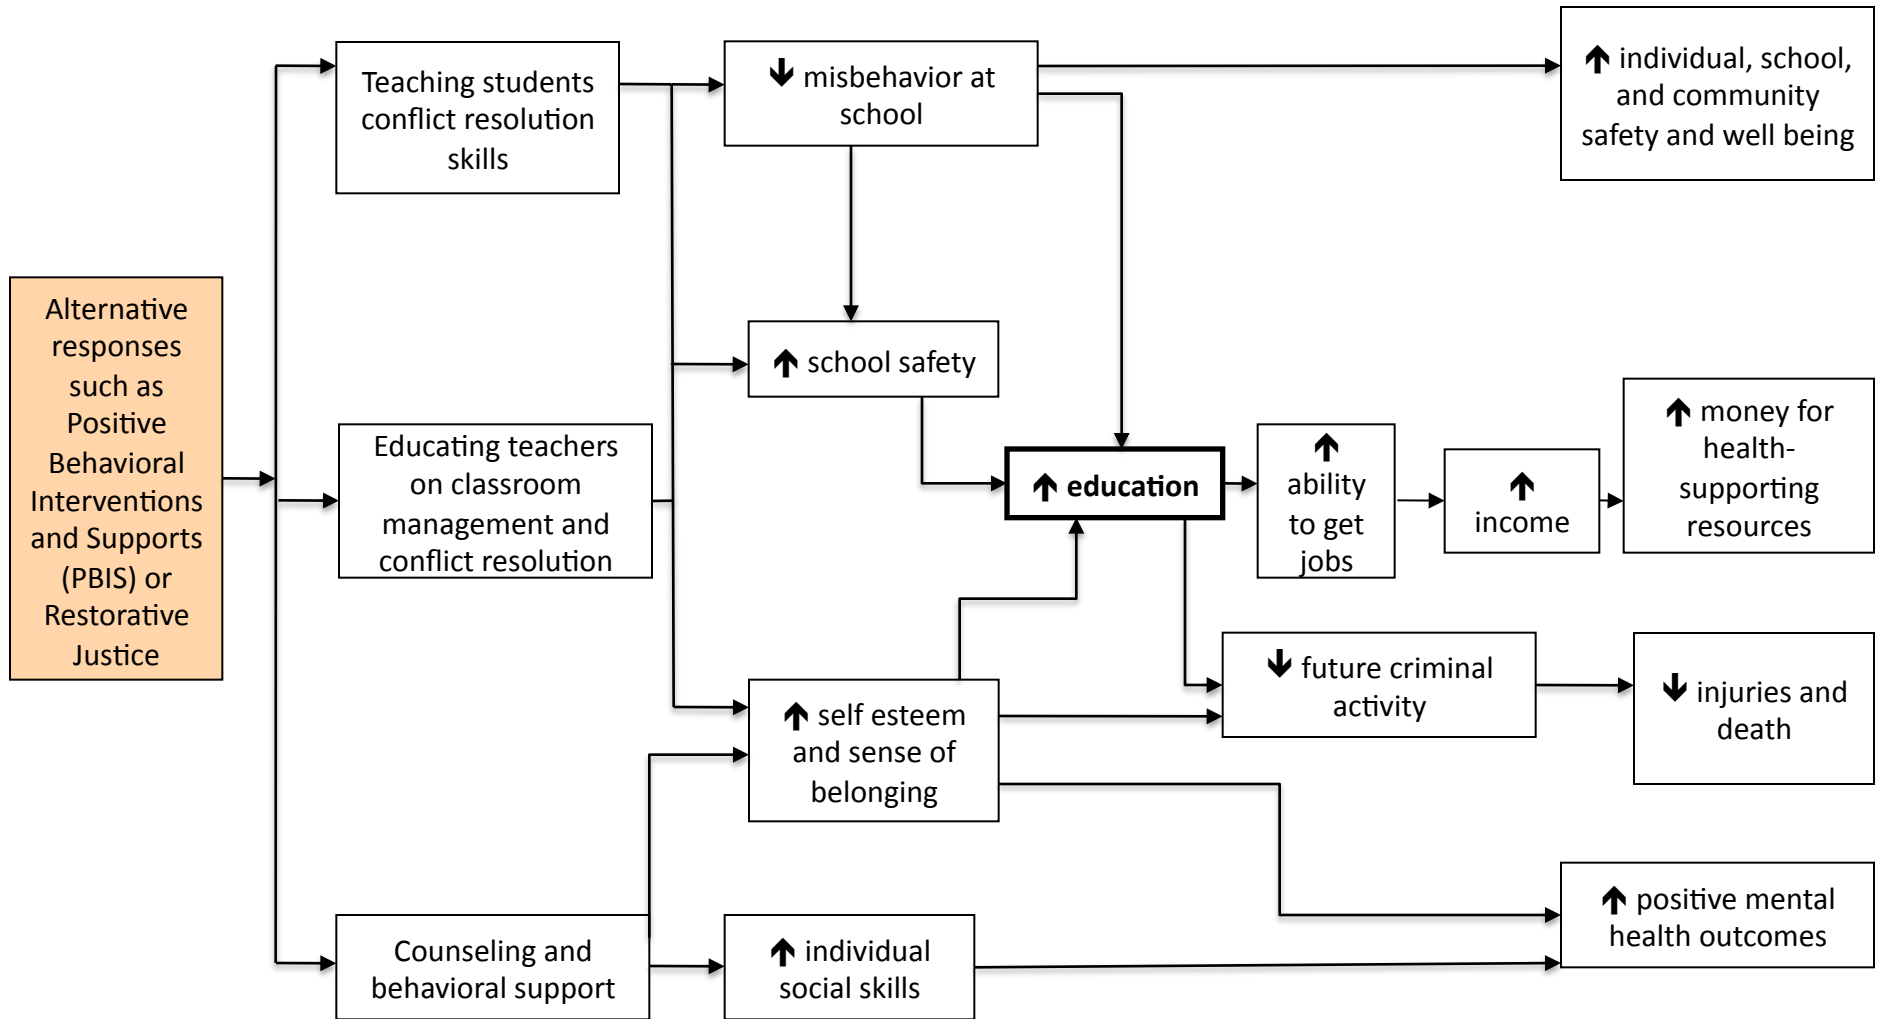 Alternative
responses
such as
Positive
Behavioral
Interventions
and Supports
(PBIS) or
Restorative
Justice
Teaching students
conflict resolution
skills
Educating teachers
on classroom
management and
conflict resolution
Counseling and
behavioral support
↓ misbehavior at
school
↑ school safety
↑ self esteem
and sense of
belonging
↑ individual
social skills
↑ education
↑
ability
to get
jobs
↑
income
↓ future criminal
activity
↑ individual, school,
and community
safety and well being
↑ money for
health-
supporting
resources
↓ injuries and
death
↑ positive mental
health outcomes